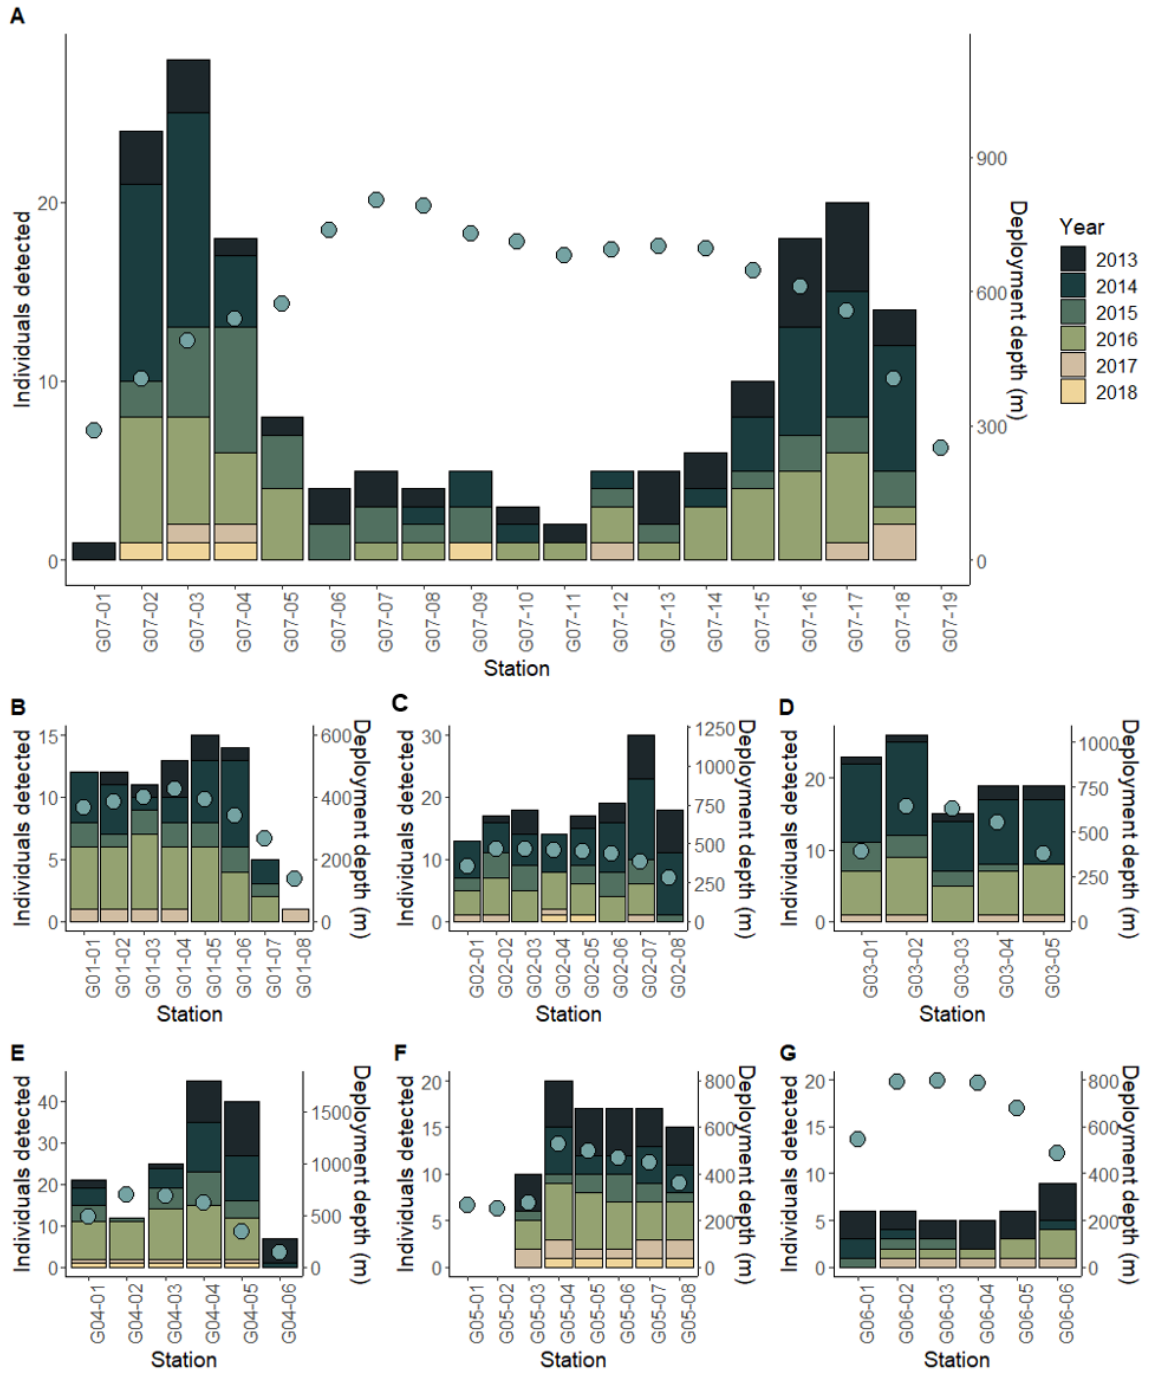 A
Individuals detected
20
10
0
900
600
300
0
Deployment depth (m)
Year
2013
2014
2015
2016
2017
2018
G07-01
G07-02
G07-03
G07-04
G07-05
G07-06
G07-07
G07-08
G07-09
G07-10
G07-11
G07-12
G07-13
G07-14
G07-15
G07-16
G07-17
G07-18
G07-19
Station
B
Individuals detected
15
10
5
0
600
400
200
0
Deployment depth (m)
G01-01
G01-02
G01-03
G01-04
G01-05
G01-06
G01-07
G01-08
Station
C
Individuals detected
30
20
10
0
1250
1000
750
500
250
0
Deployment depth (m)
G02-01
G02-02
G02-03
G02-04
G02-05
G02-06
G02-07
G02-08
Station
D
Individuals detected
20
10
0
1000
750
500
250
0
Deployment depth (m)
G03-01
G03-02
G03-03
G03-04
G03-05
Station
E
Individuals detected
40
30
20
10
0
1500
1000
500
0
Deployment depth (m)
G04-01
G04-02
G04-03
G04-04
G04-05
G04-06
Station
F
Individuals detected
20
15
10
5
0
800
600
400
200
0
Deployment depth (m)
G05-01
G05-02
G05-03
G05-04
G05-05
G05-06
G05-07
G05-08
Station
G
Individuals detected
20
15
10
5
0
800
600
400
200
0
Deployment depth (m)
G06-01
G06-02
G06-03
G06-04
G06-05
G06-06
Station